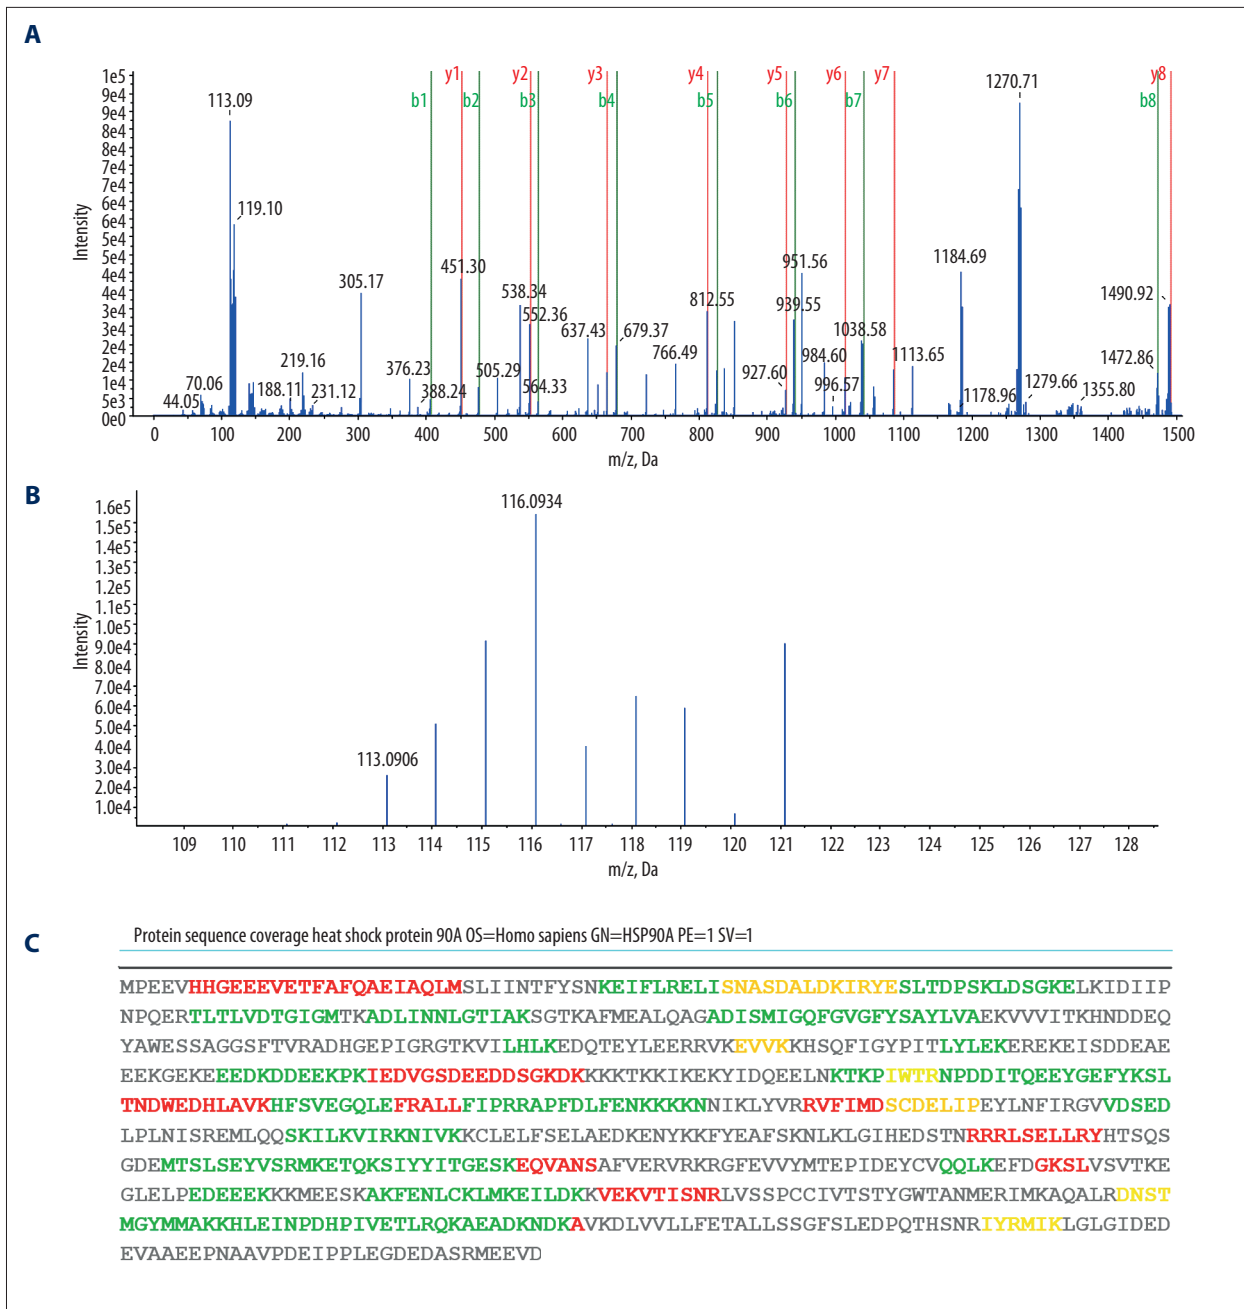 A
y1 y2 y3 y4 y5 y6 y7 y8
b1 b2 b3 b4 b5 b6 b7 b8
1e5
9e4
9e4
8e4
8e4
7e4
7e4
6e4
6e4
5e4
5e4
4e4
4e4
3e4
3e4
2e4
2e4
1e4
5e3
0e0
Intensity
113.09
119.10
1270.71
305.17
451.30
951.56
1184.69
538.34
552.36
812.55
939.55
1490.92
637.43
679.37
1038.58
219.16
376.23
766.49
984.60
1113.65
1472.86
70.06
188.11
231.12
388.24
505.29
564.33
927.60
996.57
1178.96
1279.66
1355.80
44.05
0 100 200 300 400 500 600 700 800 900 1000 1100 1200 1300 1400 1500
m/z, Da
B
1.6e5
1.5e5
1.5e5
1.3e5
1.2e5
1.1e5
1.0e5
9.0e4
8.0e4
7.0e4
6.0e4
5.0e4
4.0e4
3.0e4
2.0e4
1.0e4
Intensity
116.0934
113.0906
109 110 111 112 113 114 115 116 117 118 119 120 121 122 123 124 125 126 127 128
m/z, Da
C
Protein sequence coverage heat shock protein 90A OS=Homo sapiens GN=HSP90A PE=1 SV=1
MPEEVHHGEEEVETFAFQAEIAQLMSLIINTFYSNKEIFLRELISNASDALDKIRYESLTDPSKLDSGKELKIDIIP
NPQERTLTLVDTGIGMTKADLINNLGTIAKSGTKAFMEALQAGADISMIGQFGVGFYSAYLVAEKVVVITKHNDDEQ
YAWESSAGGSFTVRADHGEPIGRGTKVILHLKEDQTEYLEERRVKEVVKKHSQFIGYPITLYLEKEREKEISDDEAE
EEKGEKEEEDKDDEEKPKIEDVGSDEEDDSGKDKKKKTKKIKEKYIDQEELNKTKPIWTRNPDDITQEEYGEFYKSL
TNDWEDHLAVKHFSVEGQLEFRALLFIPRRAPFDLFENKKKKNNIKLYVRRVFIMDSCDELIPEYLNFIRGVVDSED
LPLNISREMLQQSKILKVIRKNIVKKCLELFSELAEDKENYKKFYEAFSKNLKLGIHEDSTNRRRLSELLRYHTSQS
GDEMTSLSEYVSRMKETQKSIYYITGESKEQVANSAFVERVRKRGFEVVYMTEPIDEYCVQQLKEFDGKSLVSVTKE
GLELPEDEEEKKKMEESKAKFENLCKLMKEILDKKVEKVTISNRLVSSPCCIVTSTYGWTANMERIMKAQALRDNST
MGYMMAKKHLEINPDHPIVETLRQKAEADKNDKAVKDLVVLLFETALLSSGFSLEDPQTHSNRIYRMIKLGLGIDED
EVAAEEPNAAVPDEIPPLEGDEDASRMEEVD